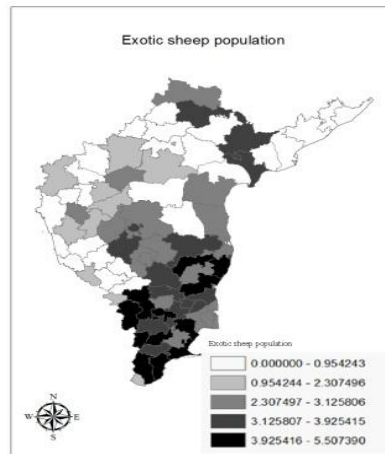 Exotic sheep population
Exotic sheep population
0.000000 - 0.954243
0.954244 - 2.307496
2.307497 - 3.125806
3.125807 - 3.925415
3.925416 - 5.507390
N
W E
S